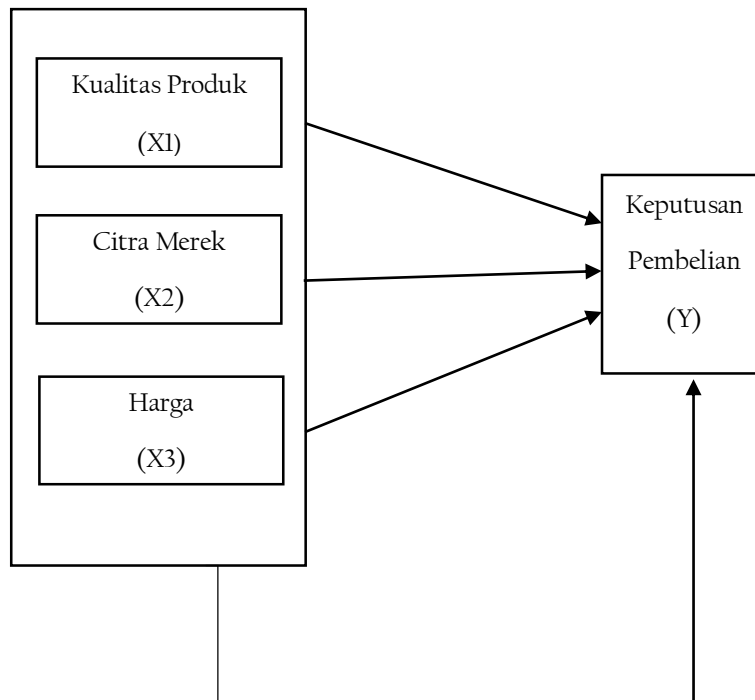 Kualitas Produk
(X1)
Citra Merek
(X2)
Harga
(X3)
Keputusan
Pembelian
(Y)